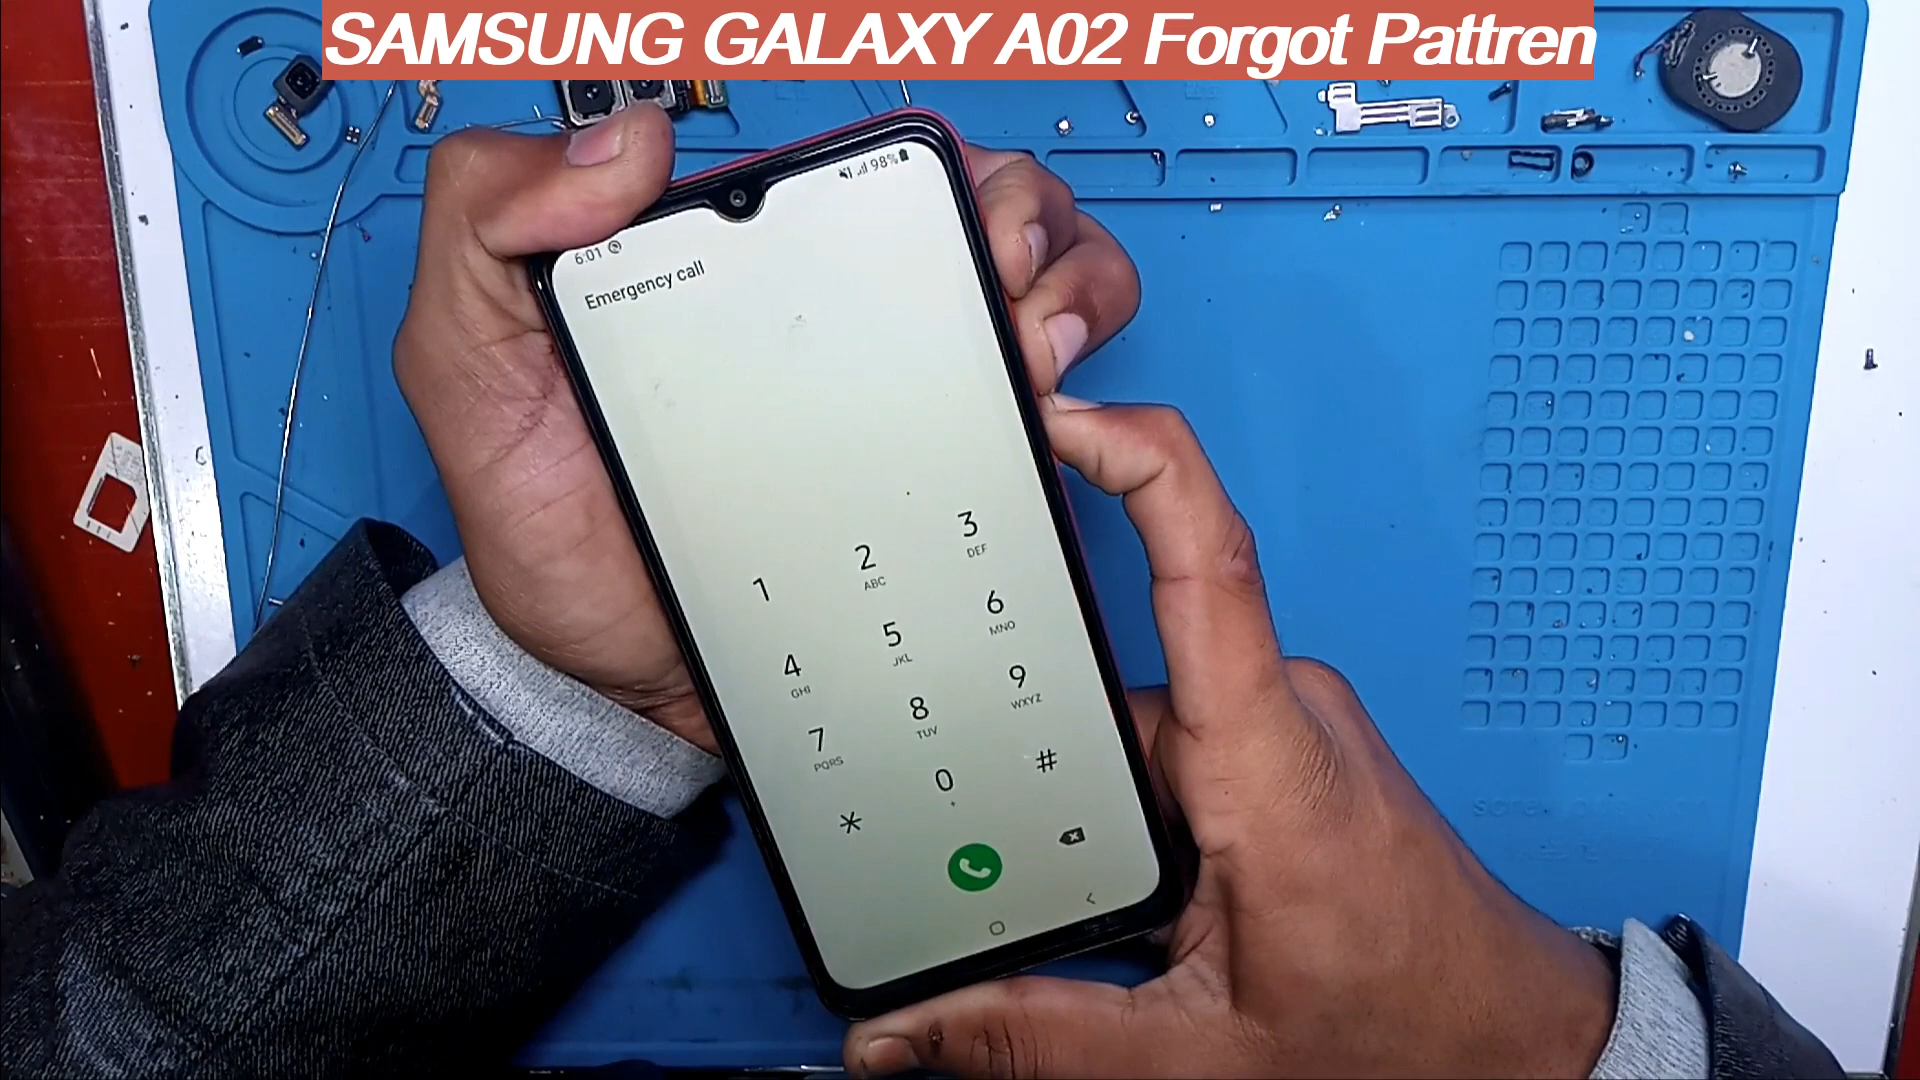 SAMSUNG GALAXY A02 Forgot Pattren
6:01
98%
Emergency call
1
2
ABC
3
DEF
4
GHI
5
JKL
6
MNO
7
PQRS
8
TUV
9
WXYZ
*
0
+
#